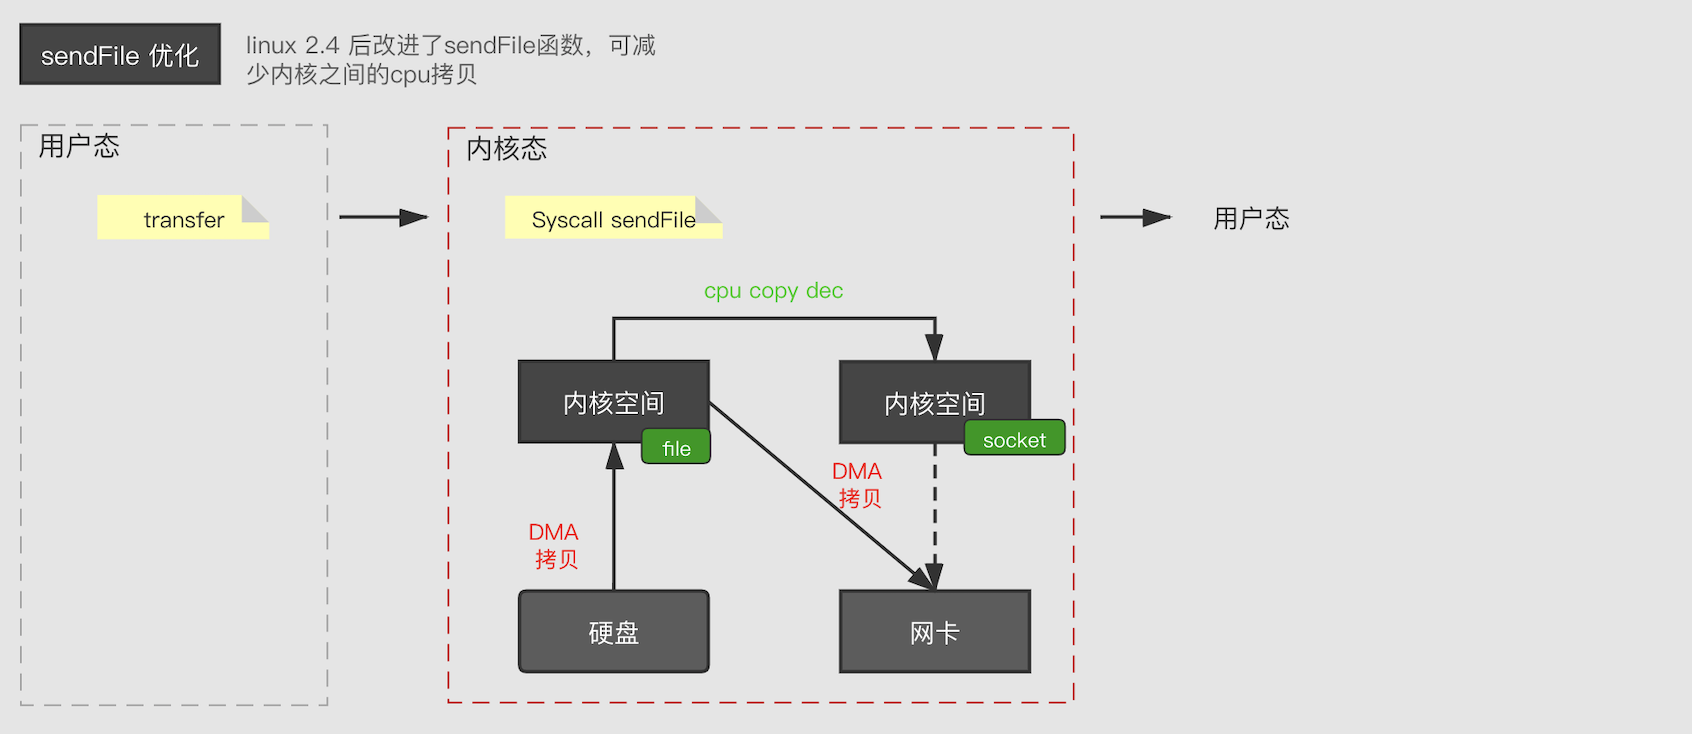 sendFile 优化
linux 2.4 后改进了sendFile函数，可减
少内核之间的cpu拷贝
用户态
内核态
transfer
Syscall sendFile
用户态
cpu copy dec
内核空间
内核空间
file
socket
DMA
拷贝
DMA
拷贝
硬盘
网卡